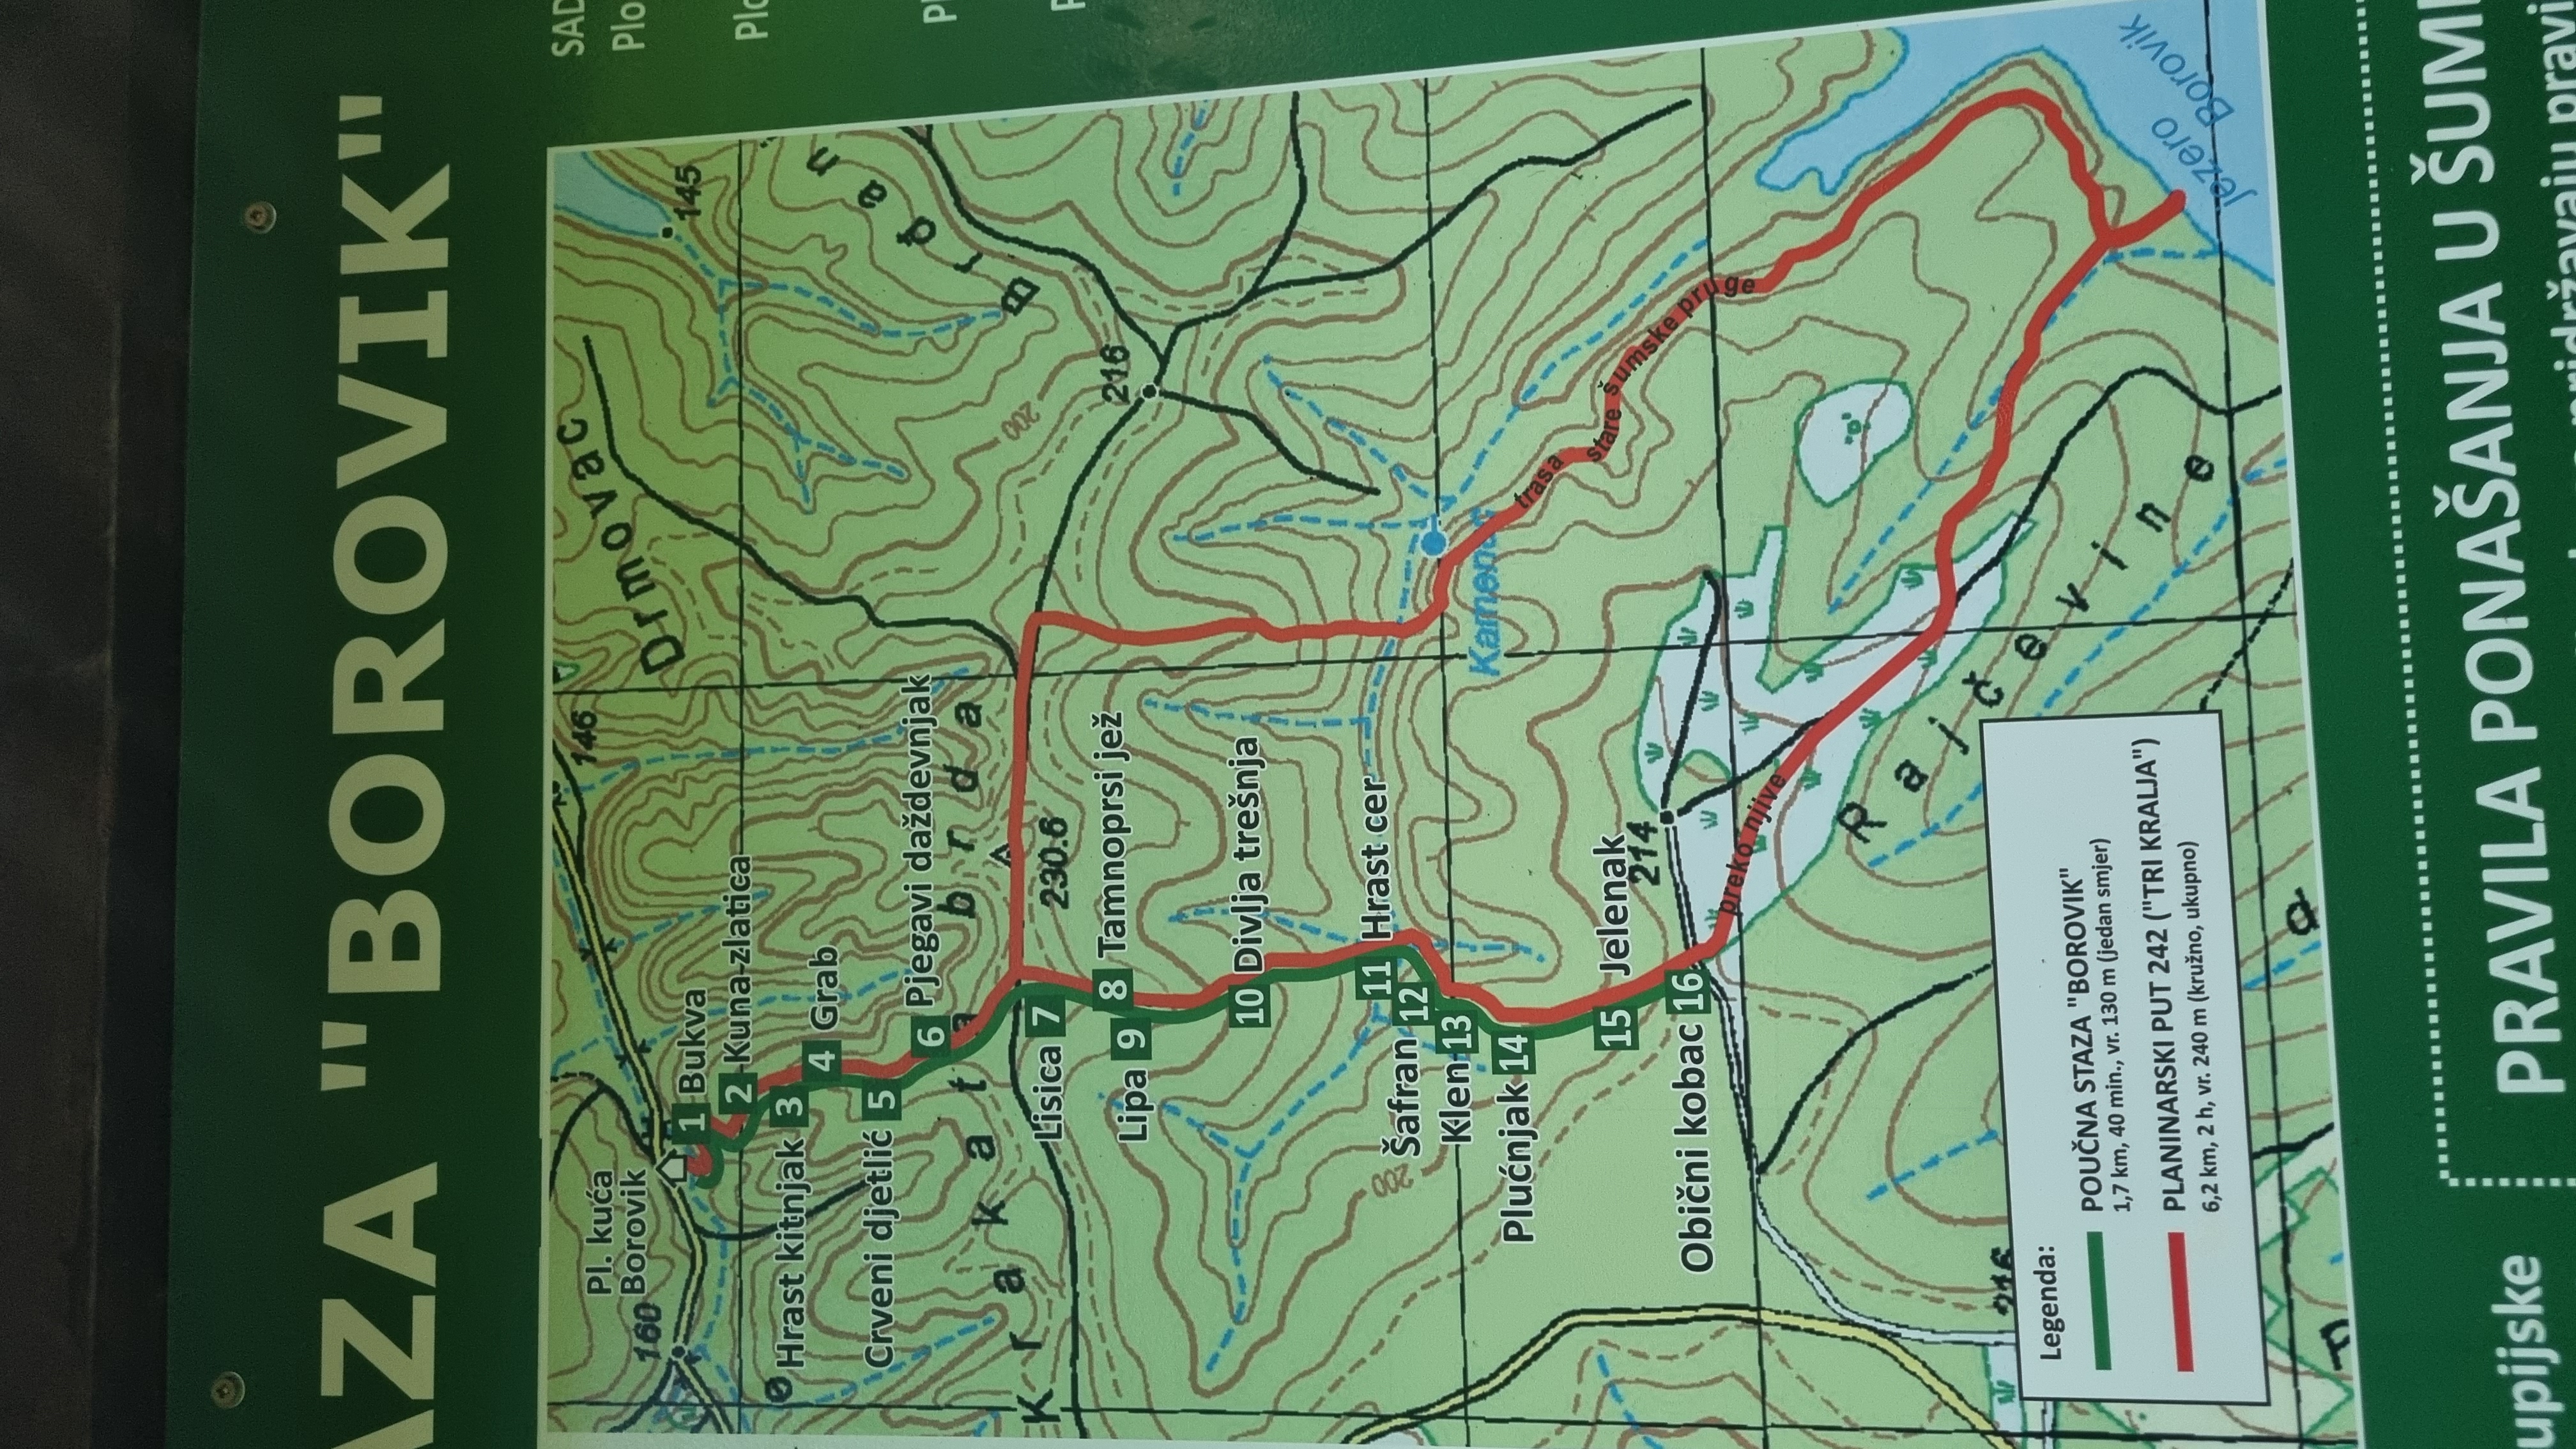 AZA "BOROVIK"
SAD
Plo
Plo
Pl
P
Pl. kuća
Borovik
160
146
Drmovac
145
1 Bukva
2 Kuna zlatica
Hrast kitnjak 3
4 Grab
Crveni djetlić 5
6 Pjegavi daždevnjak
Krakata brda
Brđan
200
Lisica 7
230.6
8 Tamnoprsi jež
Lipa 9
216
10 Divlja trešnja
11 Hrast cer
Šafran 12
200
Klen 13
Kamenac
Plućnjak 14
trasa stare šumske pruge
15 Jelenak
214
Obični kobac 16
preko njive
Rajčevine
216
Legenda:
POUČNA STAZA "BOROVIK"
1,7 km, 40 min., vr. 130 m (jedan smjer)
PLANINARSKI PUT 242 ("TRI KRALJA")
6,2 km, 2 h, vr. 240 m (kružno, ukupno)
jezero
Borovik
d
PRAVILA PONAŠANJA U ŠUMI
upijske
pridržavaju pravi